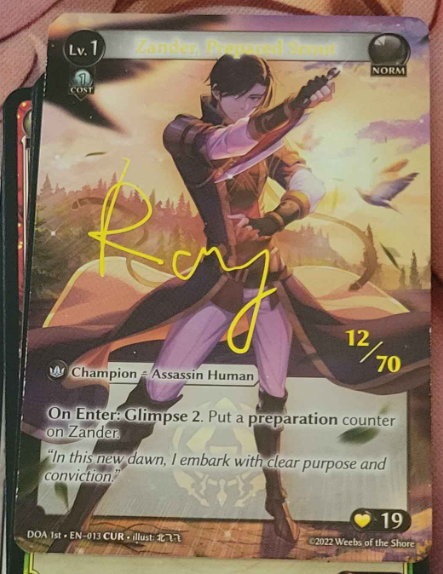 Lv. 1
Zander, Prepared Scout
NORM
1
COST
Ray
12/70
Champion - Assassin Human
On Enter: Glimpse 2. Put a preparation counter
on Zander.
"In this new dawn, I embark with clear purpose and
conviction."
19
DOA 1st • EN-013 CUR • illust:
©2022 Weebs of the Shore